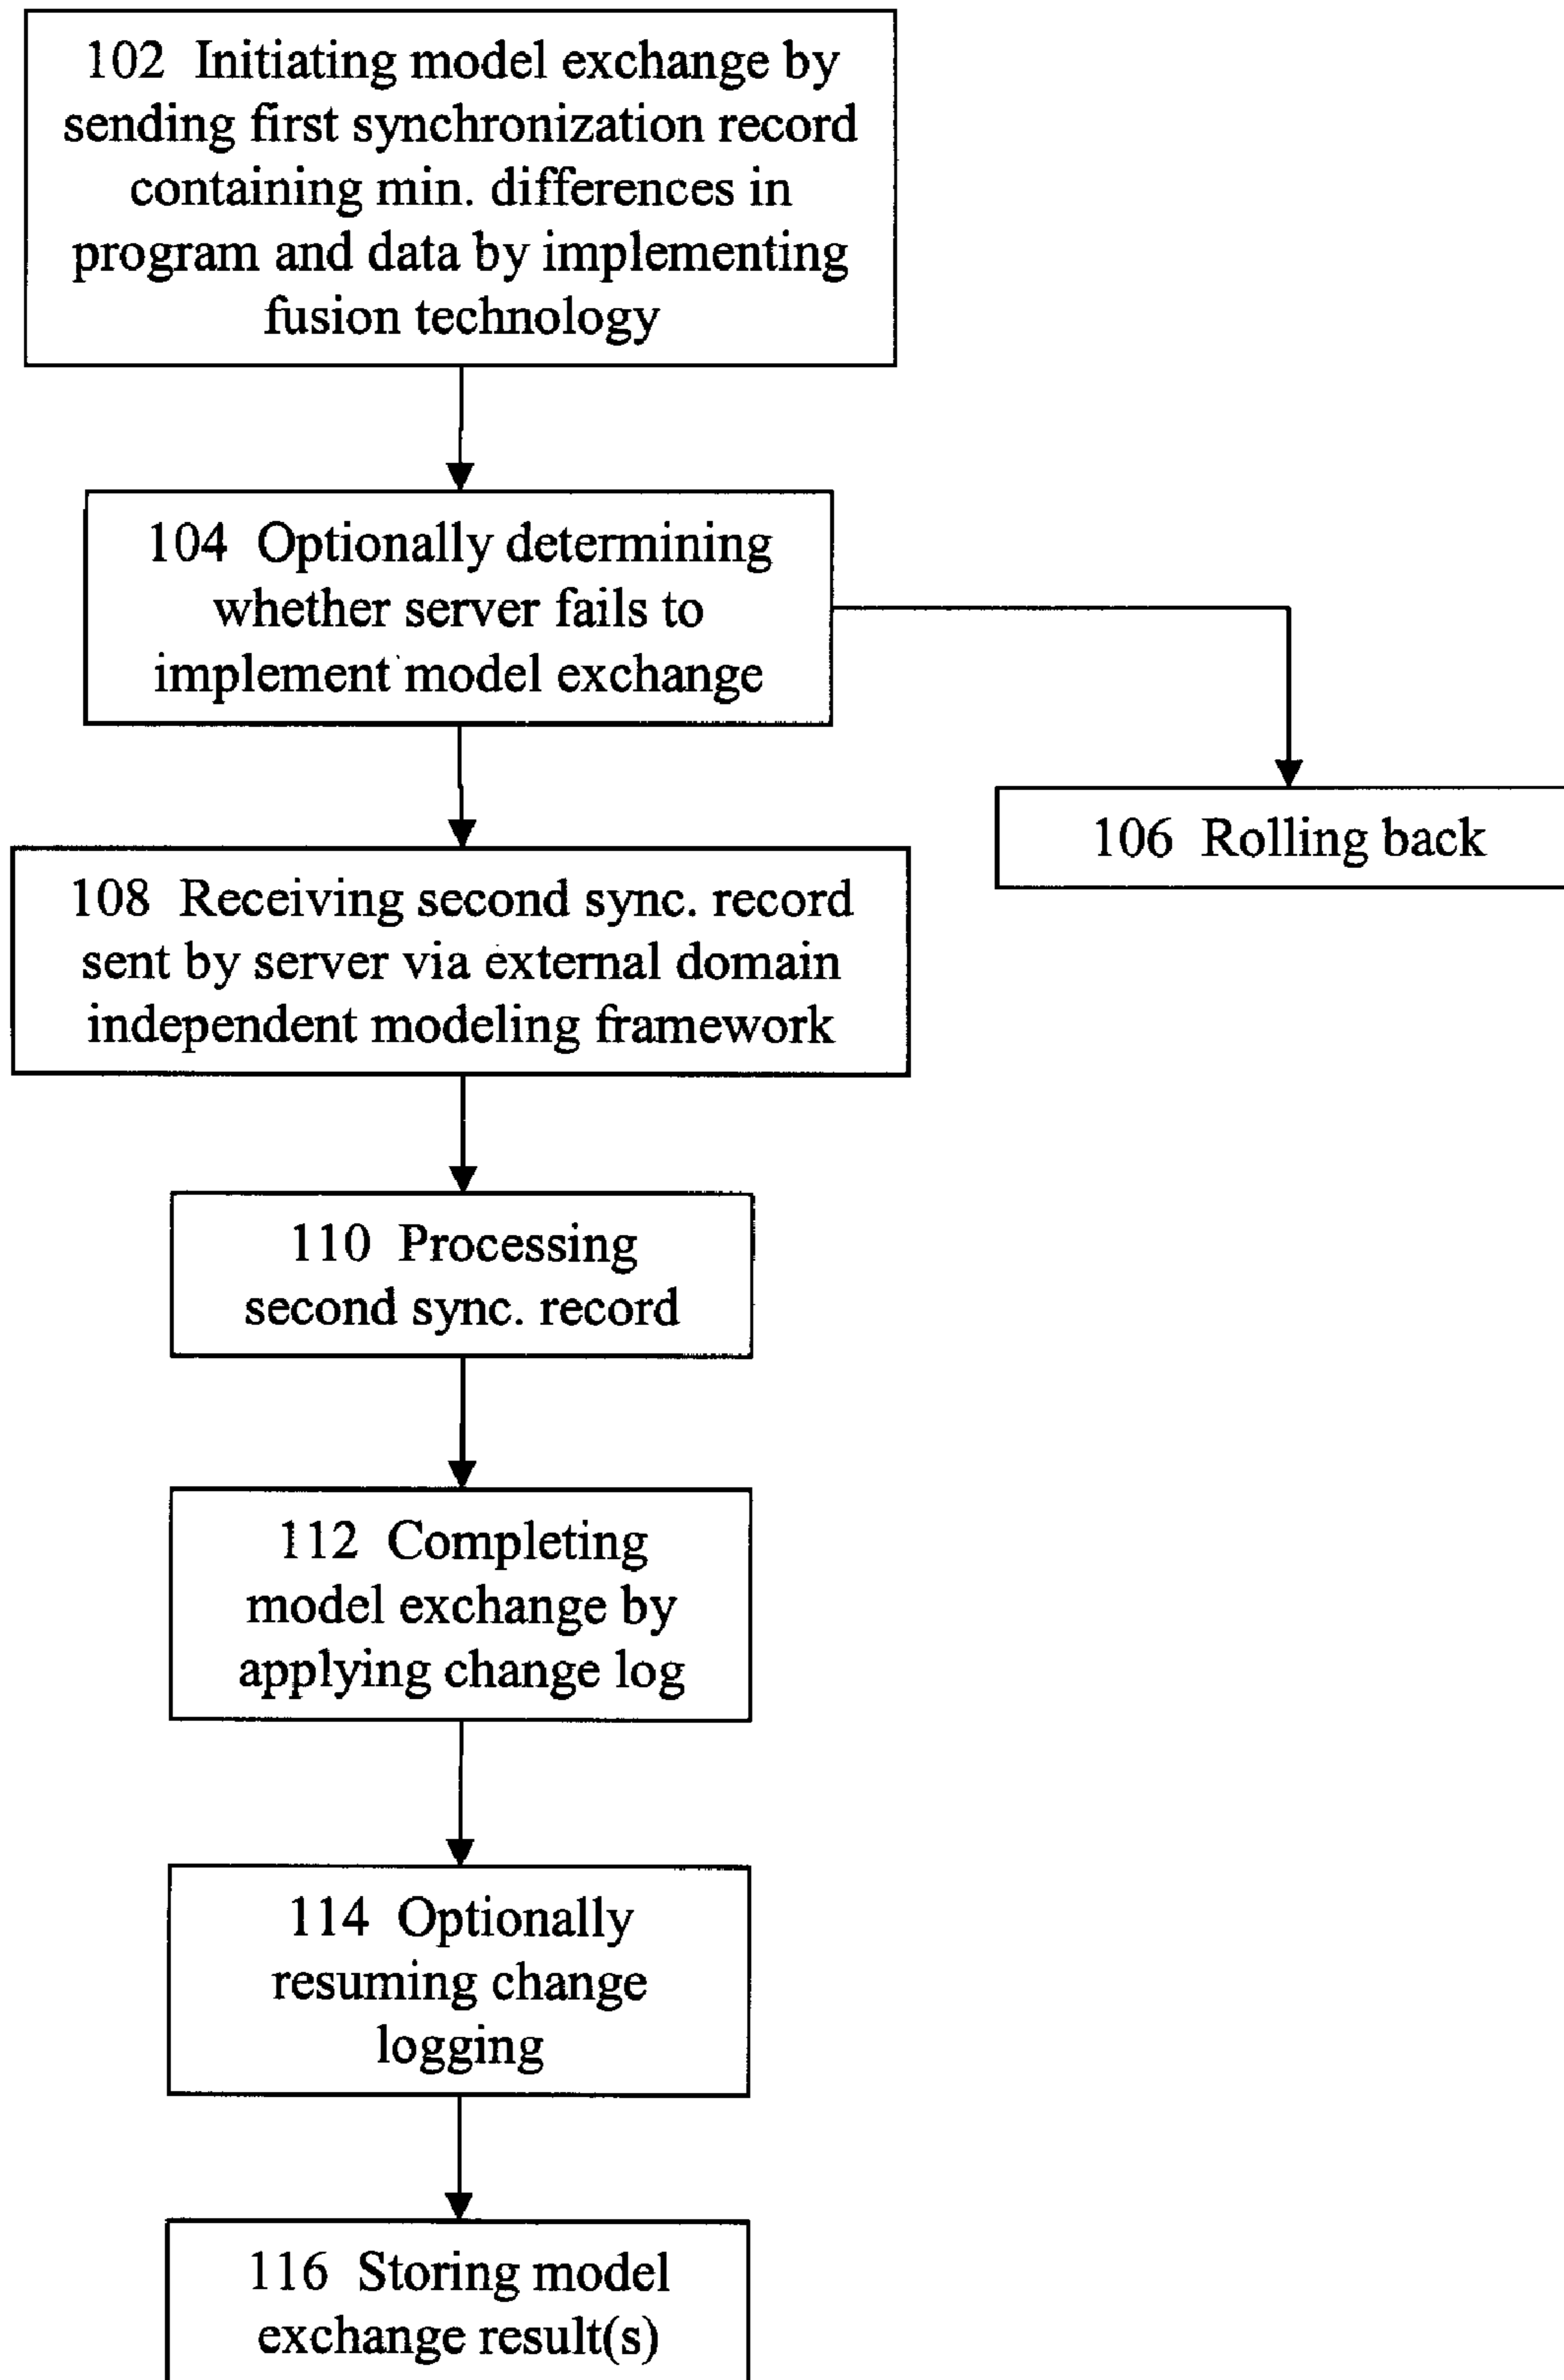 102 Initiating model exchange by
sending first synchronization record
containing min. differences in
program and data by implementing
fusion technology
104 Optionally determining
whether server fails to
implement model exchange
106 Rolling back
108 Receiving second sync. record
sent by server via external domain
independent modeling framework
110 Processing
second sync. record
112 Completing
model exchange by
applying change log
114 Optionally
resuming change
logging
116 Storing model
exchange result(s)